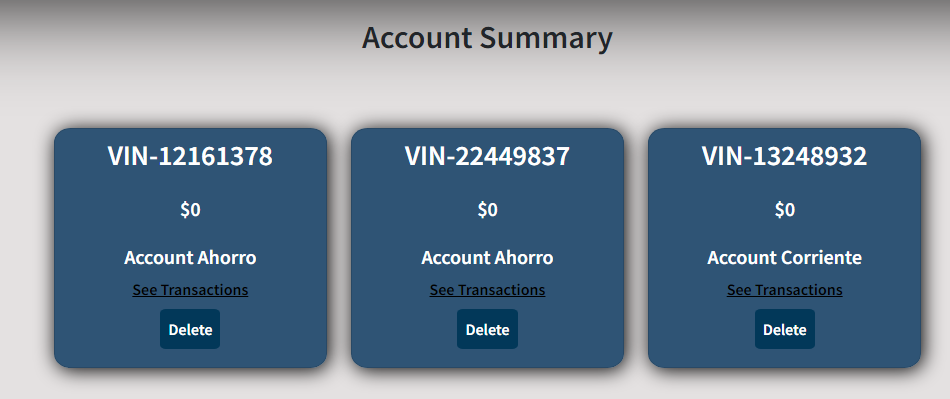 Account Summary
VIN-12161378
$0
Account Ahorro
See Transactions
Delete
VIN-22449837
$0
Account Ahorro
See Transactions
Delete
VIN-13248932
$0
Account Corriente
See Transactions
Delete